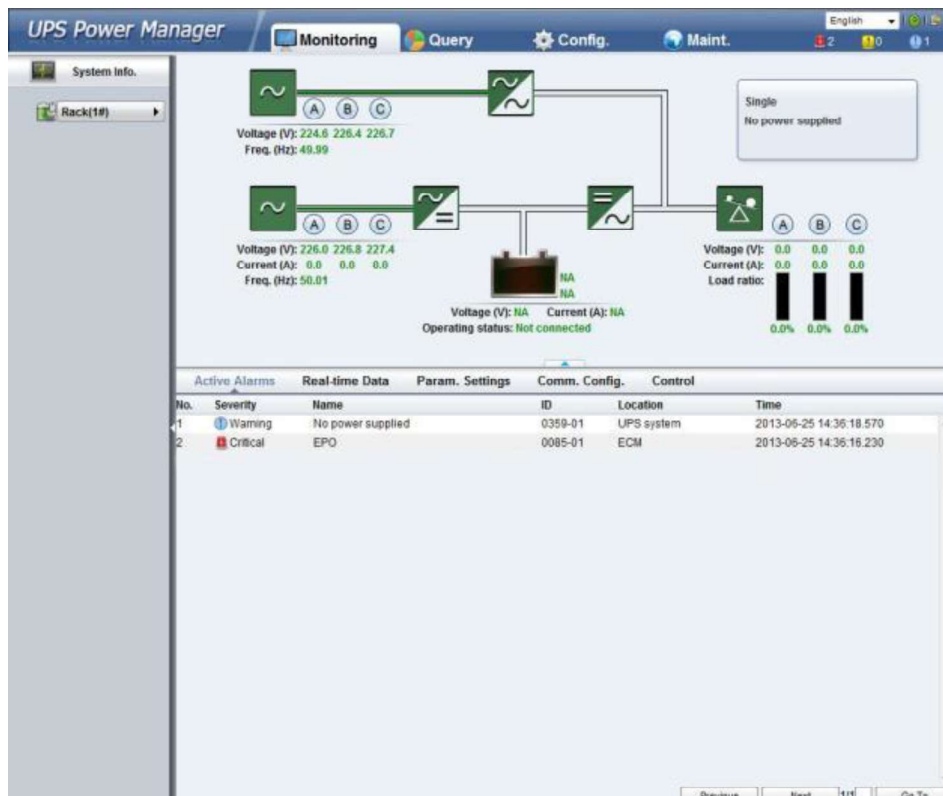 UPS Power Manager
Monitoring
Query
Config.
Maint.
English
2
0
1
System Info.
Rack(1#)
A B C
Voltage (V): 224.6 226.4 226.7
Freq. (Hz): 49.99
Single
No power supplied
A B C
Voltage (V): 226.0 226.8 227.4
Current (A): 0.0 0.0 0.0
Freq. (Hz): 50.01
NA
NA
Voltage (V): NA Current (A): NA
Operating status: Not connected
A B C
Voltage (V): 0.0 0.0 0.0
Current (A): 0.0 0.0 0.0
Load ratio:
0.0% 0.0% 0.0%
Active Alarms Real-time Data Param. Settings Comm. Config. Control
No. Severity Name ID Location Time
1 Warning No power supplied 0359-01 UPS system 2013-06-25 14:36:18.570
2 Critical EPO 0085-01 ECM 2013-06-25 14:36:16.230
Previous Next 1/1 Go To